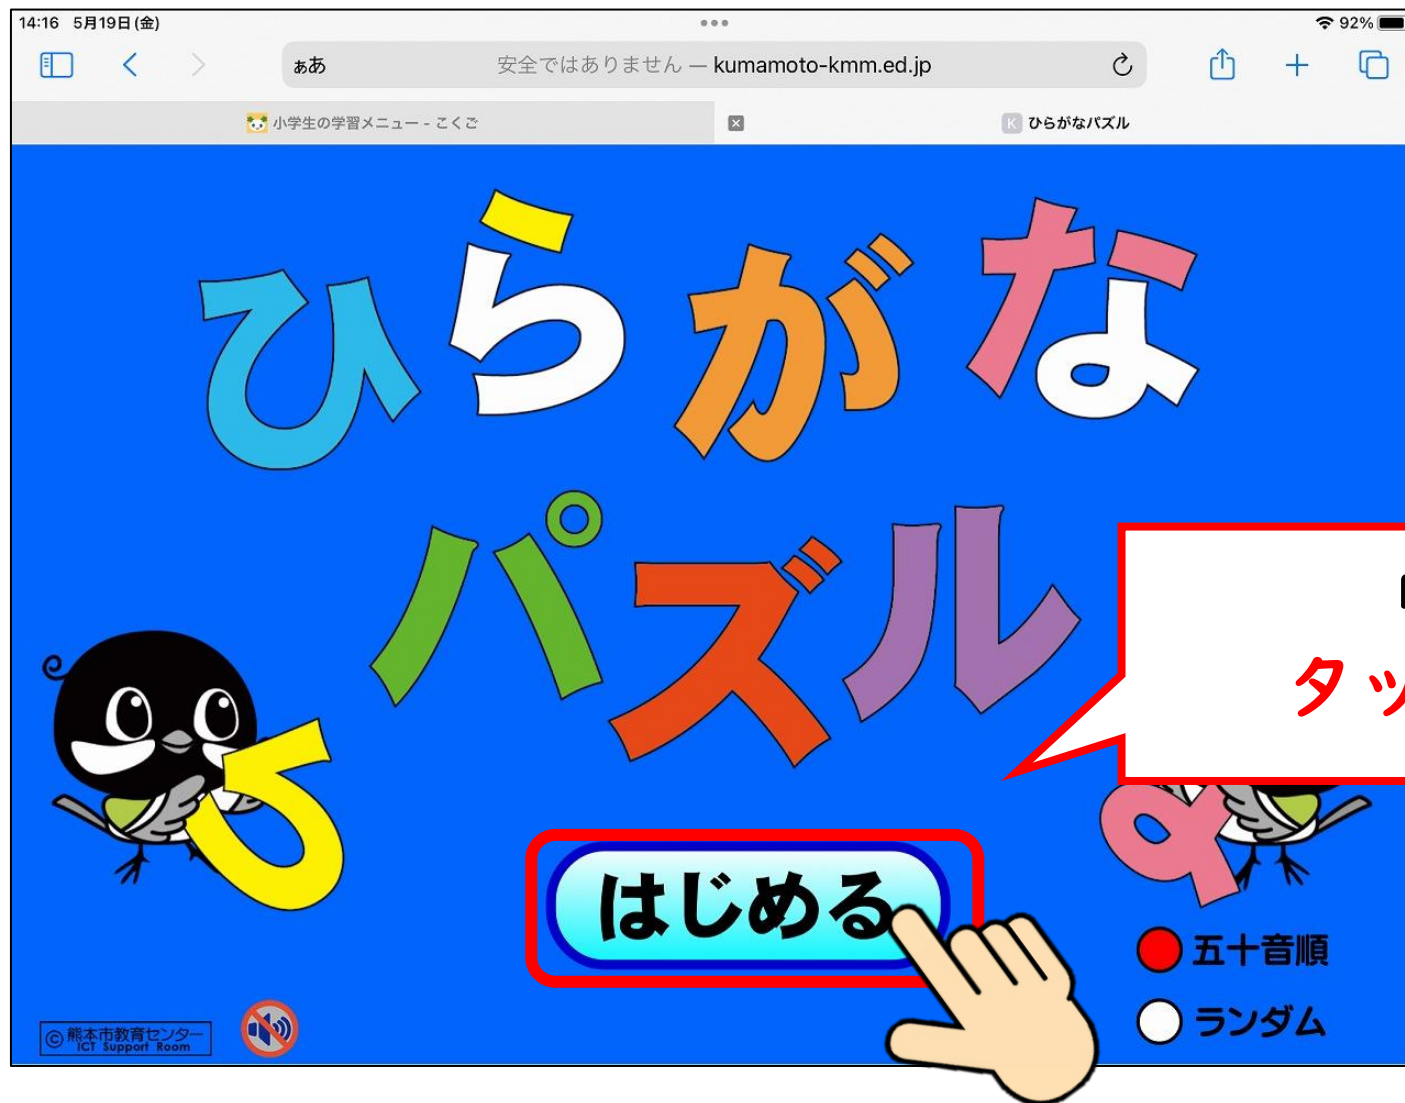 14:16 5月19日(金)
92%
ぁあ
安全ではありません — kumamoto-kmm.ed.jp
小学生の学習メニュー - こくご
K ひらがなパズル
ひらがな
パズル
タッ
はじめる
五十音順
ランダム
©熊本市教育センター
ICT Support Room